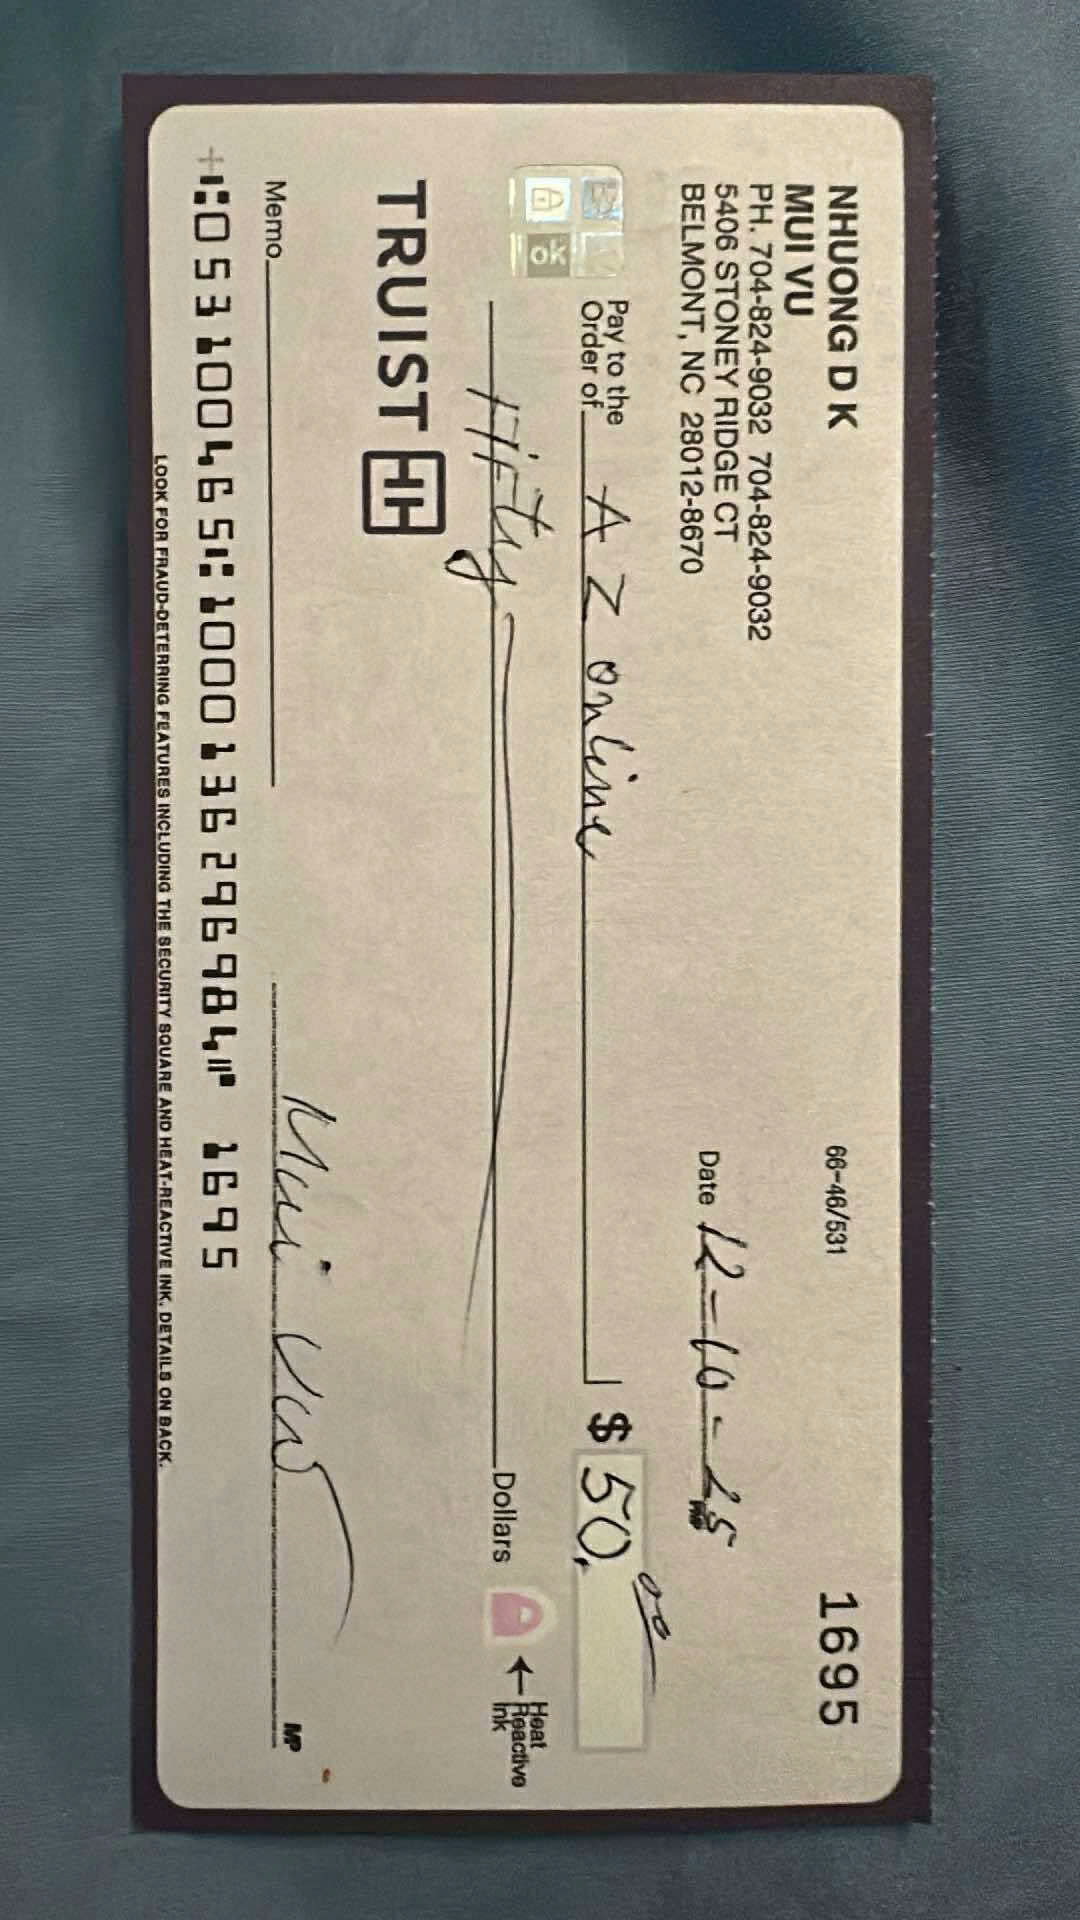 NHUONG D K
MUI VU
PH. 704-824-9032 704-824-9032
5406 STONEY RIDGE CT
BELMONT, NC 28012-8670
66-46/531
1695
Date 12-10-25
Pay to the
Order of A Z online
$ 50.00
ok
Fifty Dollars
Heat
Reactive
Ink
TRUIST
Memo
Mui Vu
MP
⑆053100465⑆1000136296984⑈ 1695
LOOK FOR FRAUD-DETERRING FEATURES INCLUDING THE SECURITY SQUARE AND HEAT-REACTIVE INK. DETAILS ON BACK.